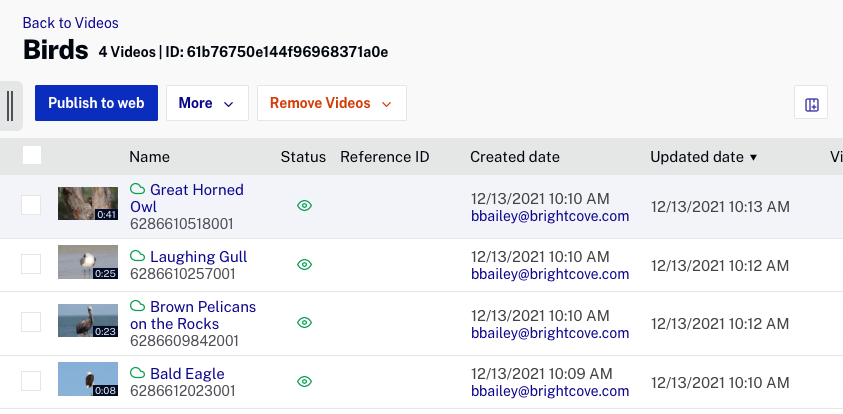 Back to Videos
Birds 4 Videos | ID: 61b76750e144f96968371a0e
Publish to web More Remove Videos
Name Status Reference ID Created date Updated date ▼ Vi
0:41 Great Horned Owl 6286610518001 12/13/2021 10:10 AM bbailey@brightcove.com 12/13/2021 10:13 AM
0:25 Laughing Gull 6286610257001 12/13/2021 10:10 AM bbailey@brightcove.com 12/13/2021 10:12 AM
0:23 Brown Pelicans on the Rocks 6286609842001 12/13/2021 10:10 AM bbailey@brightcove.com 12/13/2021 10:12 AM
0:08 Bald Eagle 6286612023001 12/13/2021 10:09 AM bbailey@brightcove.com 12/13/2021 10:10 AM